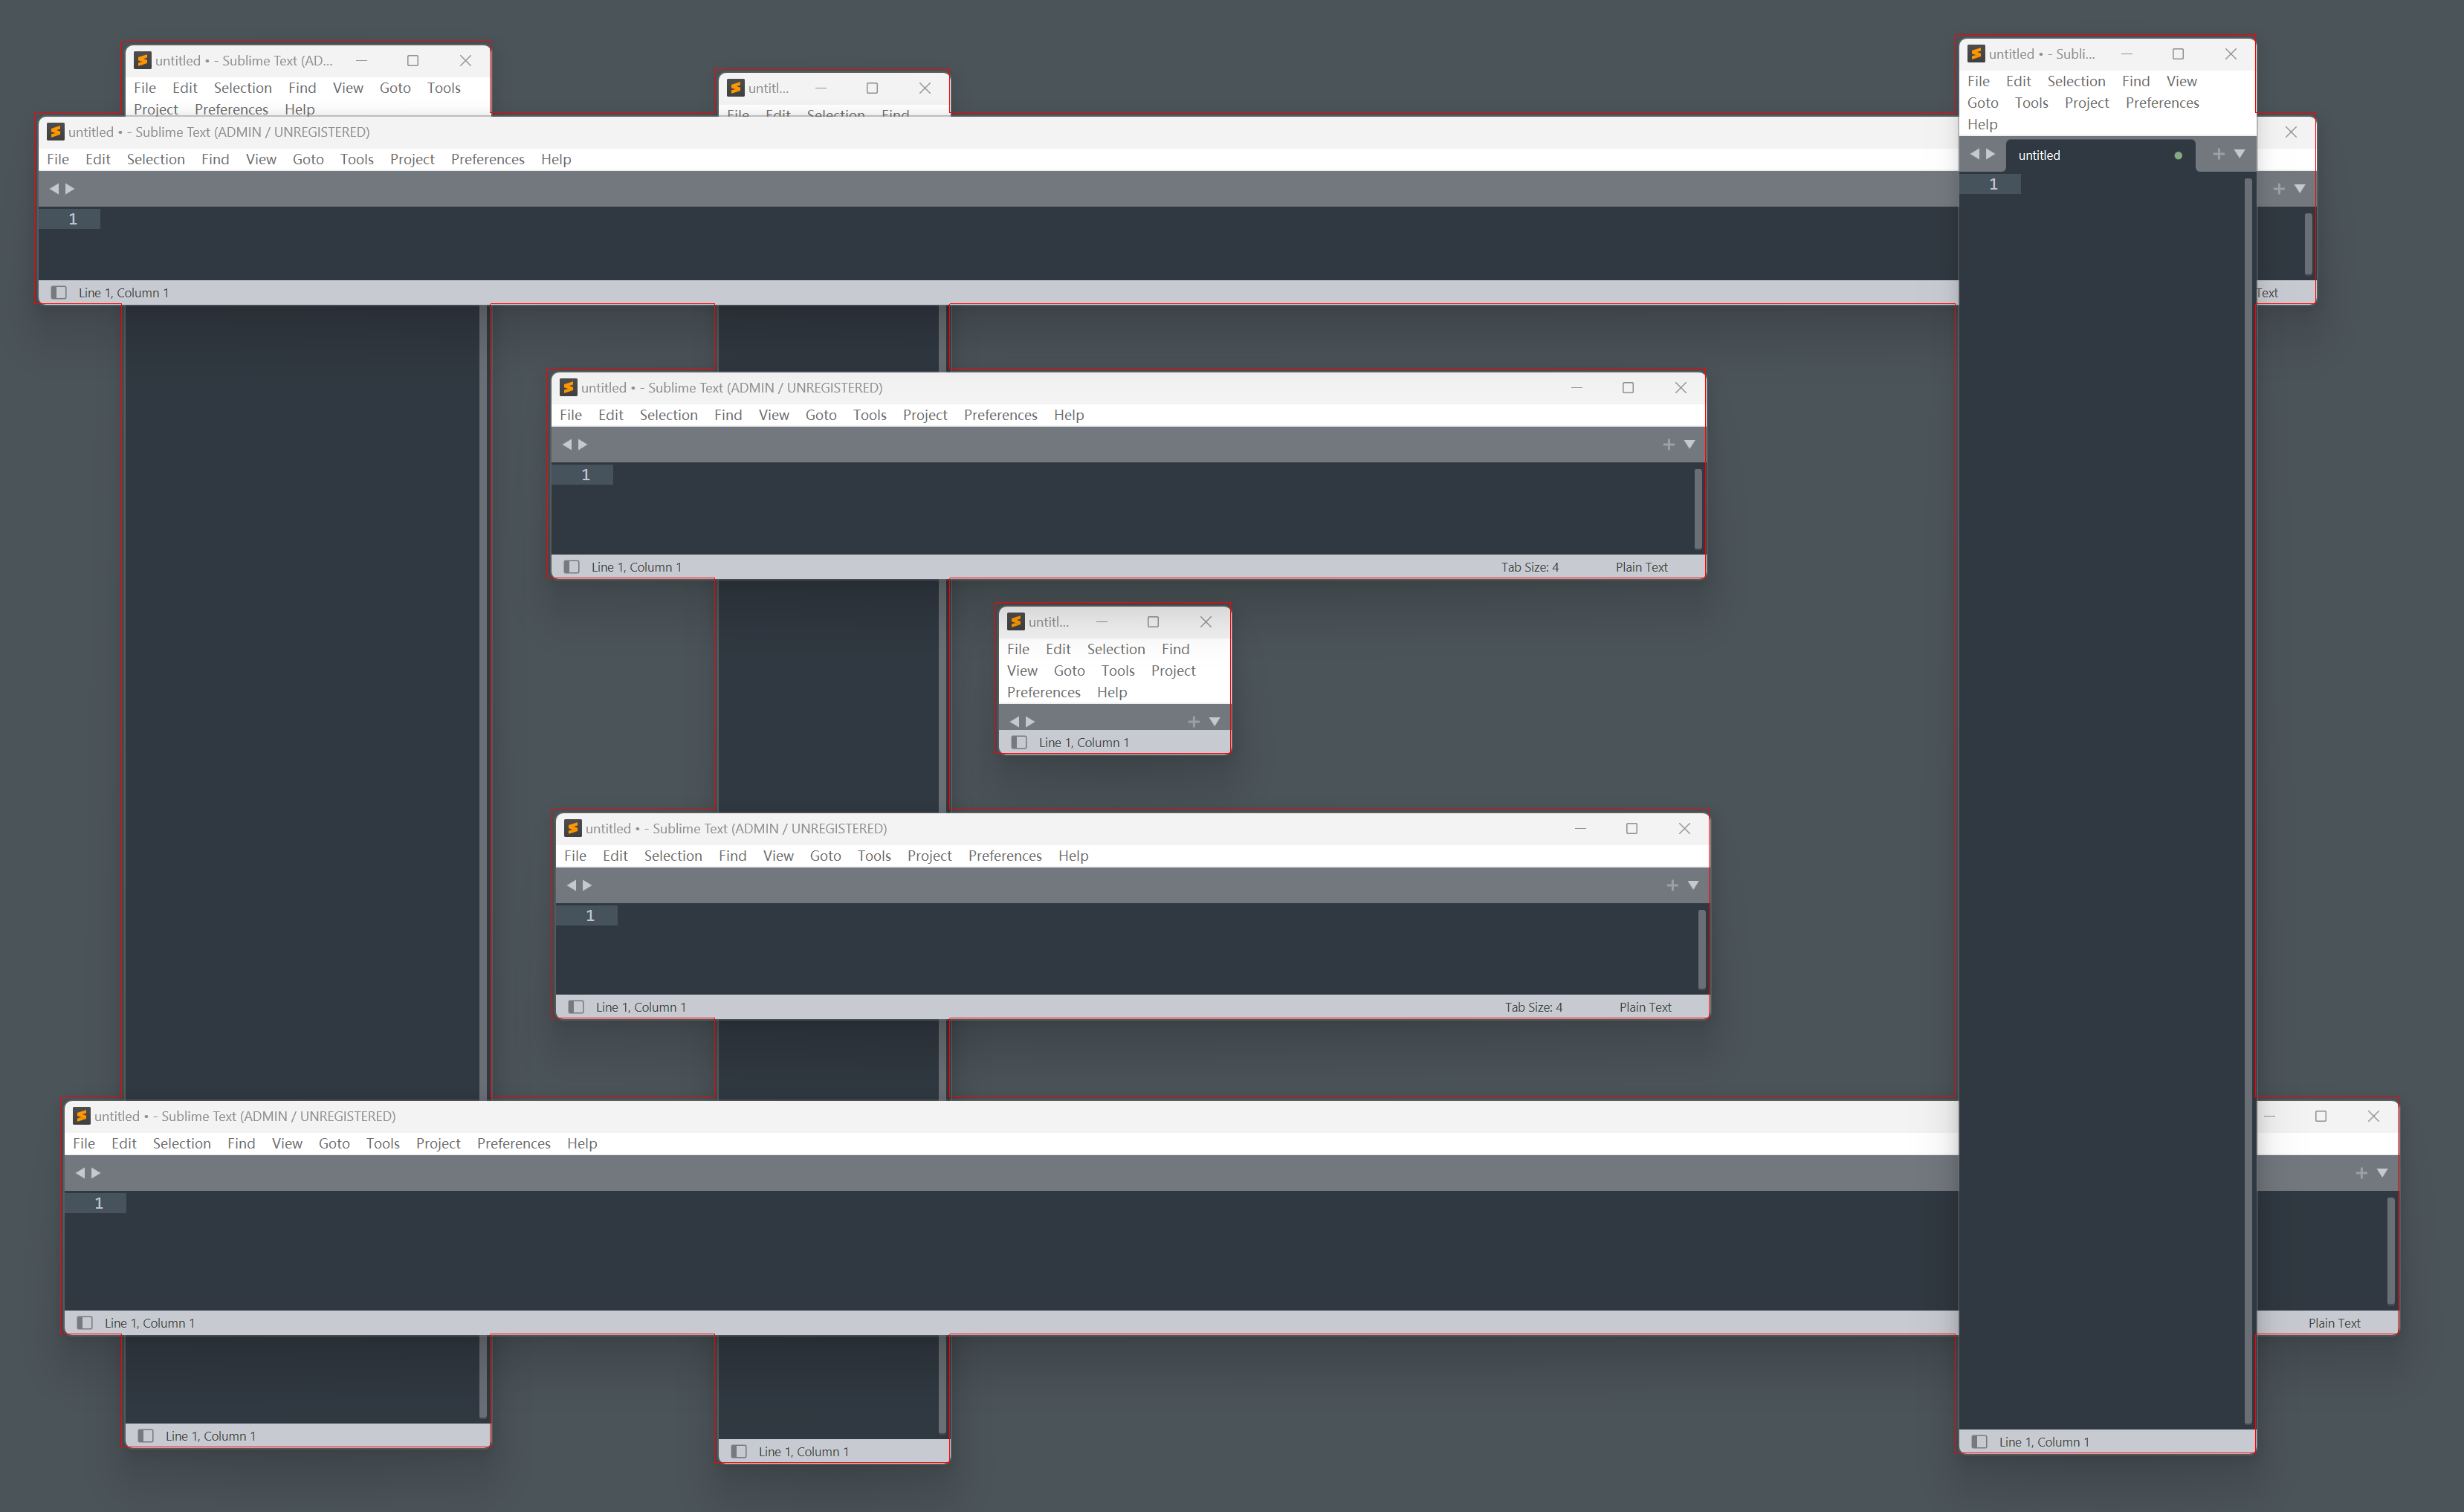 untitled • - Sublime Text (AD...
File Edit Selection Find View Goto Tools
Project Preferences Help
untitl...
File Edit Selection Find
untitled • - Subli...
File Edit Selection Find View
Goto Tools Project Preferences
Help
untitled
1
untitled • - Sublime Text (ADMIN / UNREGISTERED)
File Edit Selection Find View Goto Tools Project Preferences Help
1
Line 1, Column 1
Text
untitled • - Sublime Text (ADMIN / UNREGISTERED)
File Edit Selection Find View Goto Tools Project Preferences Help
1
Line 1, Column 1 Tab Size: 4 Plain Text
untitl...
File Edit Selection Find
View Goto Tools Project
Preferences Help
Line 1, Column 1
untitled • - Sublime Text (ADMIN / UNREGISTERED)
File Edit Selection Find View Goto Tools Project Preferences Help
1
Line 1, Column 1 Tab Size: 4 Plain Text
untitled • - Sublime Text (ADMIN / UNREGISTERED)
File Edit Selection Find View Goto Tools Project Preferences Help
1
Line 1, Column 1 Plain Text
Line 1, Column 1
Line 1, Column 1
Line 1, Column 1